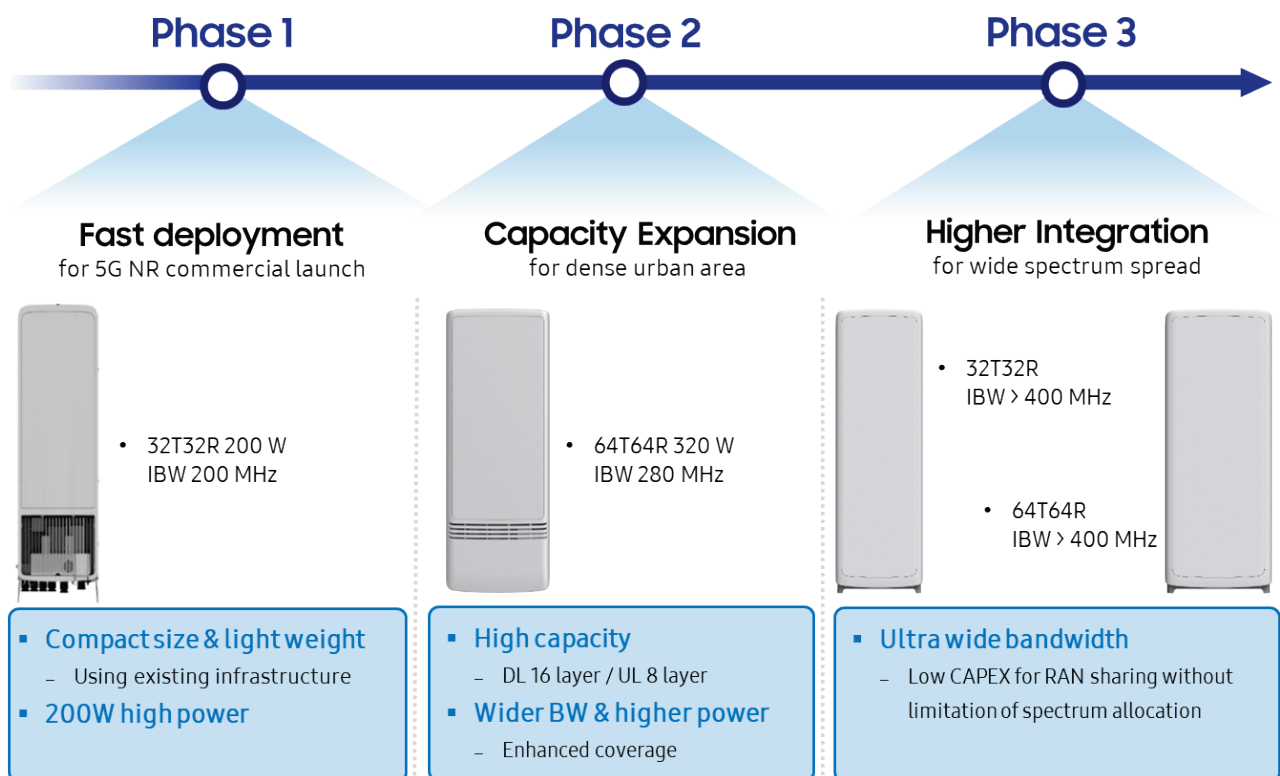 Phase 1
Phase 2
Phase 3
Fast deployment
for 5G NR commercial launch
Capacity Expansion
for dense urban area
Higher Integration
for wide spectrum spread
• 32T32R 200 W
IBW 200 MHz
• 64T64R 320 W
IBW 280 MHz
• 32T32R
IBW > 400 MHz
• 64T64R
IBW > 400 MHz
▪ Compact size & light weight
– Using existing infrastructure
▪ 200W high power
▪ High capacity
– DL 16 layer / UL 8 layer
▪ Wider BW & higher power
– Enhanced coverage
▪ Ultra wide bandwidth
– Low CAPEX for RAN sharing without
limitation of spectrum allocation